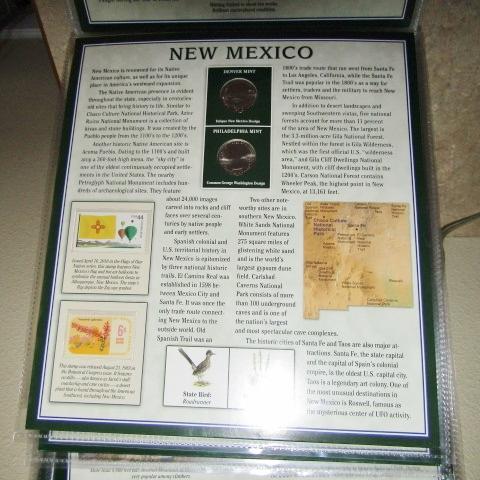 NEW MEXICO
New Mexico is renowned for its Native
American culture, as well as for its unique
place in America's westward expansion.
The Native American presence is evident
throughout the state, especially in centuries-
old sites that bring history to life. Similar to
Chaco Culture National Historical Park, Aztec
Ruins National Monument is a collection of
kivas and stone buildings. It was created by the
Pueblo people from the 1100's to the 1200's.
Another historic Native American site is
Acoma Pueblo. Dating to the 1100's and built
atop a 360-foot-high mesa, the "sky city" is
one of the oldest continuously occupied settle-
ments in the United States. The nearby
Petroglyph National Monument includes hun-
dreds of archaeological sites. They feature
about 24,000 images
carved into rocks and cliff
faces over several cen-
turies by native people
and early settlers.
Spanish colonial and
U.S. territorial history in
New Mexico is epitomized
by three national historic
trails. El Camino Real was
established in 1598 be-
tween Mexico City and
Santa Fe. It was once the
only trade route connect-
ing New Mexico to the
outside world. Old
Spanish Trail was an
DENVER MINT
Unique New Mexico Design
PHILADELPHIA MINT
Common George Washington Design
1800's trade route that ran west from Santa Fe
to Los Angeles, California, while the Santa Fe
Trail was popular in the 1800's as a way for
settlers, traders and the military to reach New
Mexico from Missouri.
In addition to desert landscapes and
sweeping Southwestern vistas, five national
forests account for more than 11 percent
of the area of New Mexico. The largest is
the 3.3-million-acre Gila National Forest.
Nestled within the forest is Gila Wilderness,
which was the first official U.S. "wilderness
area," and Gila Cliff Dwellings National
Monument, with cliff dwellings built in the
1200's. Carson National Forest contains
Wheeler Peak, the highest point in New
Mexico, at 13,161 feet.
Two other note-
worthy sites are in
southern New Mexico.
White Sands National
Monument features
275 square miles of
glistening white sand
and is the world's
largest gypsum dune
field. Carlsbad
Caverns National
Park consists of more
than 100 underground
caves and is one of
the nation's largest
and most spectacular cave complexes.
The historic cities of Santa Fe and Taos are also major at-
tractions. Santa Fe, the state capital
and the capital of Spain's colonial
empire, is the oldest U.S. capital city.
Taos is a legendary art colony. One of
the most unusual destinations in
New Mexico is Roswell, famous as
the mysterious center of UFO activity.
Chaco Culture
National
Historical
Park
Santa Fe
44
6¢
State Bird:
Roadrunner